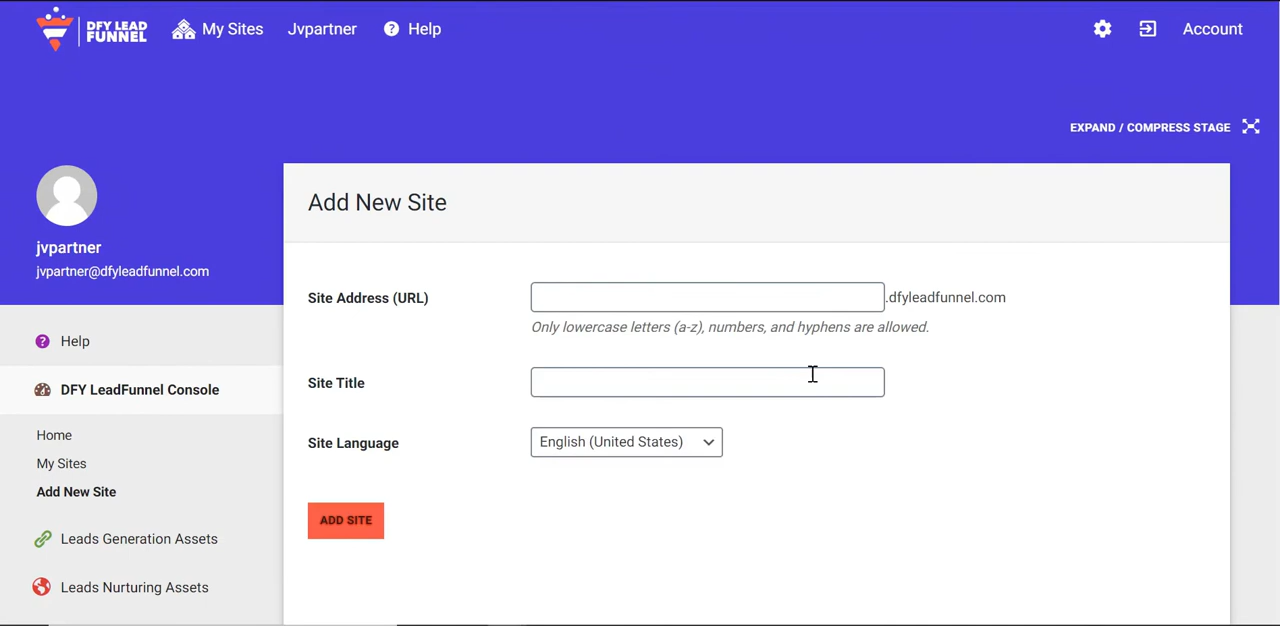 DFY LEAD
FUNNEL
My Sites
Jvpartner
? Help
Account
EXPAND / COMPRESS STAGE
jvpartner
jvpartner@dfyleadfunnel.com
Add New Site
Site Address (URL)
.dfyleadfunnel.com
Only lowercase letters (a-z), numbers, and hyphens are allowed.
Site Title
Site Language
English (United States)
ADD SITE
? Help
DFY LeadFunnel Console
Home
My Sites
Add New Site
Leads Generation Assets
Leads Nurturing Assets